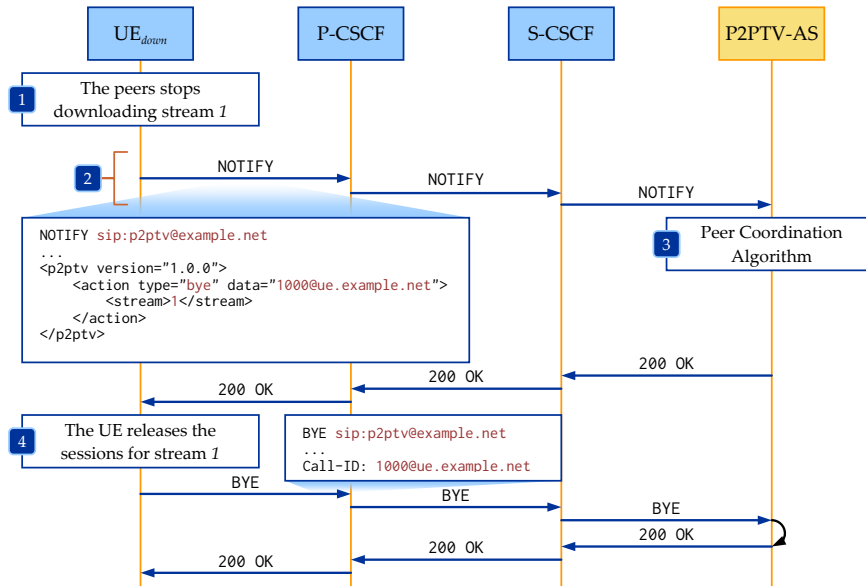 UEdown
P-CSCF
S-CSCF
P2PTV-AS
1
The peers stops
downloading stream 1
2
NOTIFY
NOTIFY
NOTIFY
NOTIFY sip:p2ptv@example.net
...
<p2ptv version="1.0.0">
<action type="bye" data="1000@ue.example.net">
<stream>1</stream>
</action>
</p2ptv>
3
Peer Coordination
Algorithm
200 OK
200 OK
200 OK
4
The UE releases the
sessions for stream 1
BYE sip:p2ptv@example.net
...
Call-ID: 1000@ue.example.net
BYE
BYE
BYE
200 OK
200 OK
200 OK